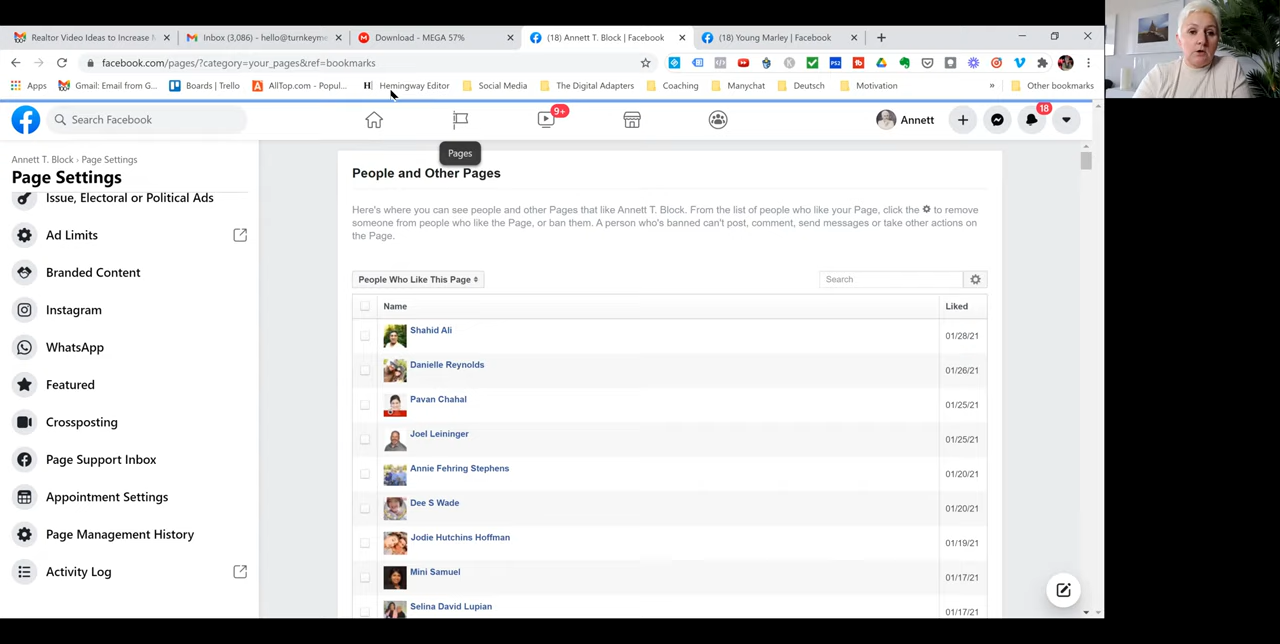 Realtor Video Ideas to Increase
Inbox (3,086) - hello@turnkeyme
Download - MEGA 57%
(18) Annett T. Block | Facebook
(18) Young Marley | Facebook
facebook.com/pages/?category=your_pages&ref=bookmarks
Apps
Gmail: Email from G...
Boards | Trello
AllTop.com - Popul...
Hemingway Editor
Social Media
The Digital Adapters
Coaching
Manychat
Deutsch
Motivation
»
Other bookmarks
Search Facebook
9+
Annett
18
Pages
Annett T. Block › Page Settings
Page Settings
Issue, Electoral or Political Ads
Ad Limits
Branded Content
Instagram
WhatsApp
Featured
Crossposting
Page Support Inbox
Appointment Settings
Page Management History
Activity Log
People and Other Pages
Here's where you can see people and other Pages that like Annett T. Block. From the list of people who like your Page, click the to remove
someone from people who like the Page, or ban them. A person who's banned can't post, comment, send messages or take other actions on
the Page.
People Who Like This Page
Search
Name Liked
Shahid Ali 01/28/21
Danielle Reynolds 01/26/21
Pavan Chahal 01/25/21
Joel Leininger 01/25/21
Annie Fehring Stephens 01/20/21
Dee S Wade 01/20/21
Jodie Hutchins Hoffman 01/19/21
Mini Samuel 01/17/21
Selina David Lupian 01/17/21